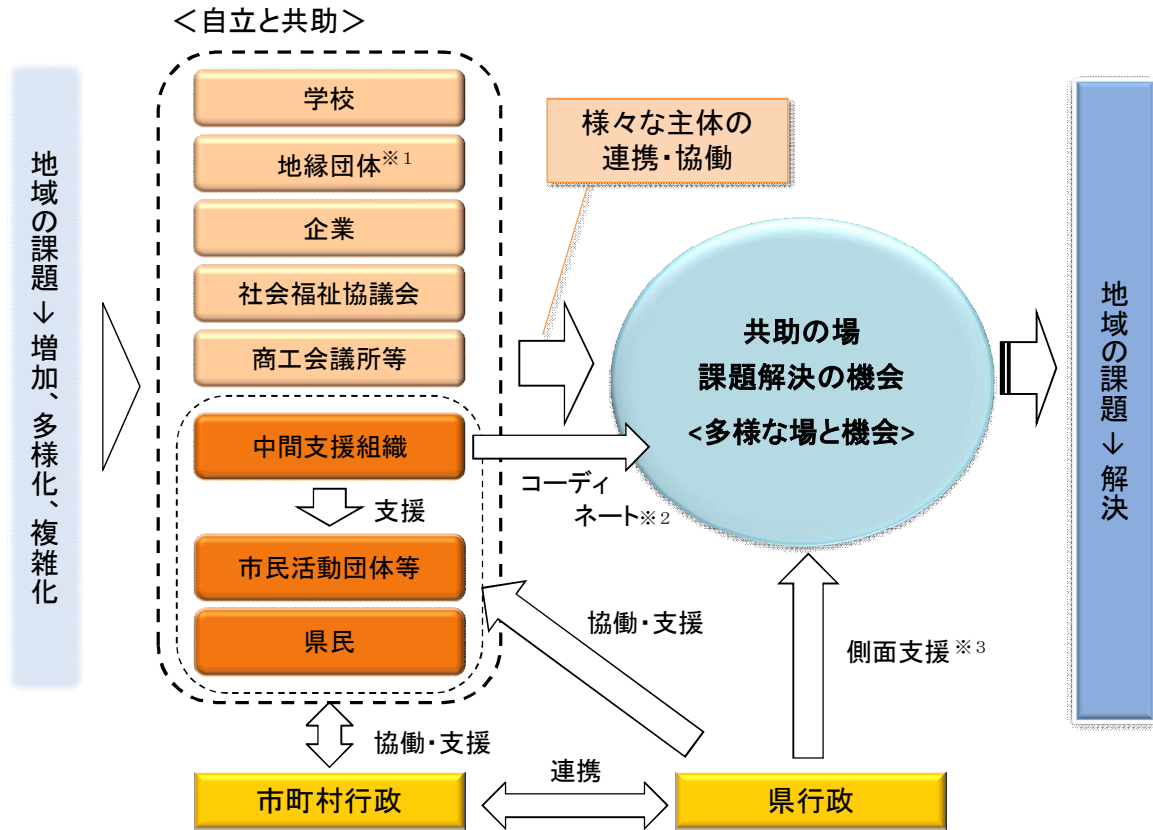 ＜自立と共助＞
地域の課題→増加、多様化、複雑化
学校
地縁団体※1
企業
社会福祉協議会
商工会議所等
中間支援組織
支援
市民活動団体等
県民
様々な主体の
連携・協働
共助の場
課題解決の機会
<多様な場と機会>
コーディ
ネート※2
協働・支援
側面支援※3
地域の課題→解決
協働・支援
市町村行政
連携
県行政